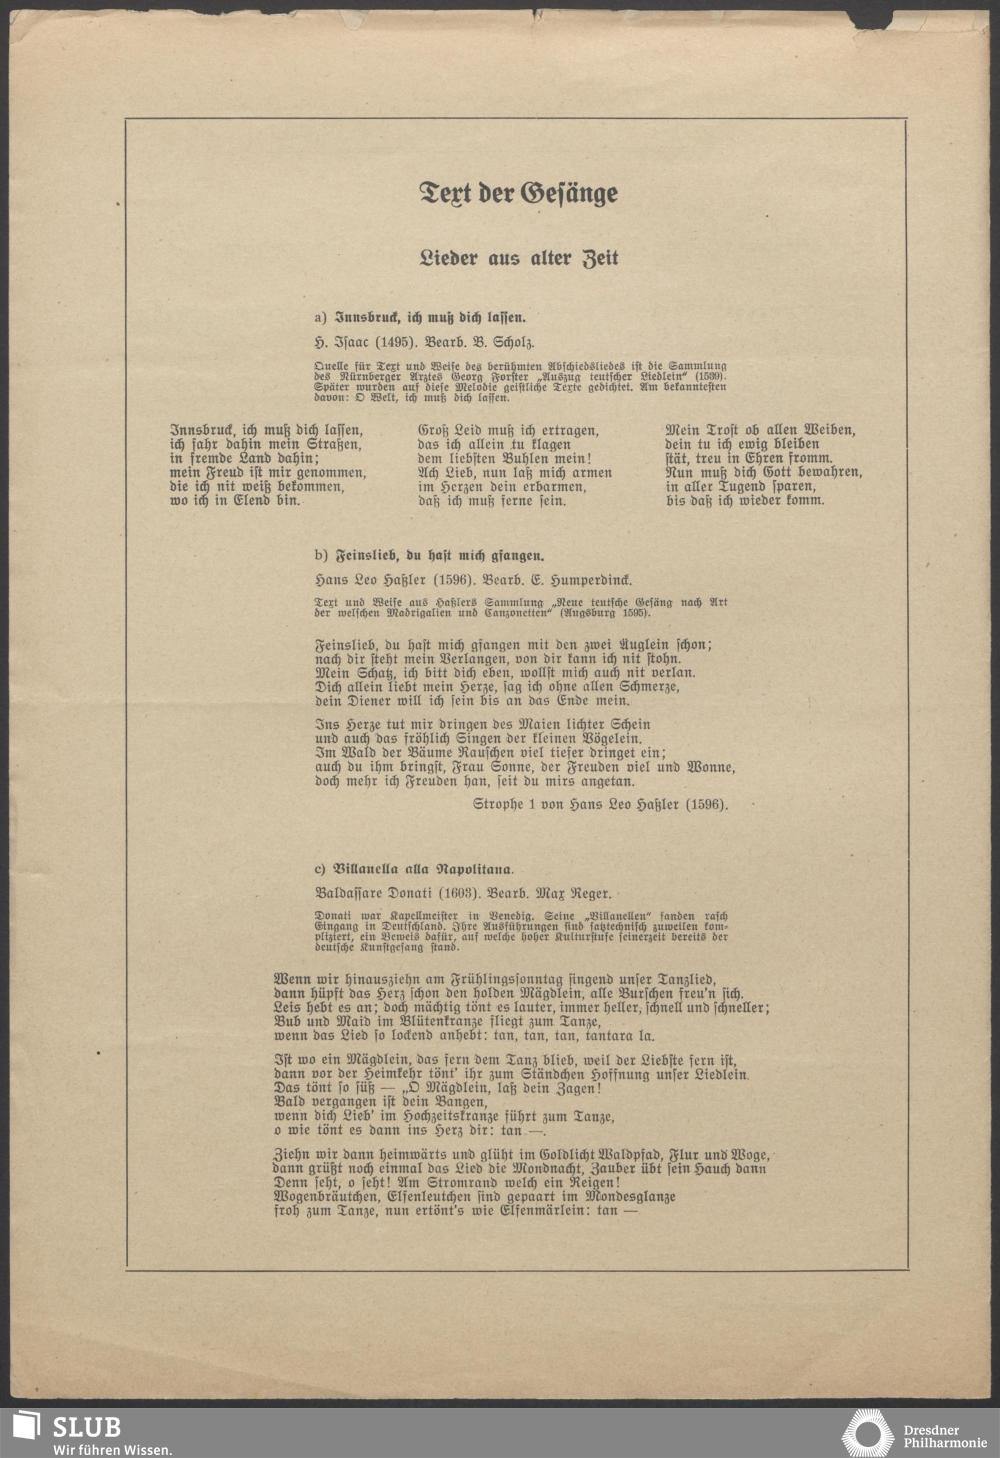 Text der Gesänge
Lieder aus alter Zeit
a) Innsbruck, ich muß dich lassen.
H. Isaac (1495). Bearb. B. Scholz.
Quelle für Text und Weise des berühmten Abschiedsliedes ist die Sammlung
des Nürnberger Arztes Georg Forster „Auszug teutscher Liedlein“ (1539).
Später wurden auf diese Melodie geistliche Texte gedichtet. Am bekanntesten
davon: O Welt, ich muß dich lassen.
Innsbruck, ich muß dich lassen,
ich fahr dahin mein Straßen,
in fremde Land dahin;
mein Freud ist mir genommen,
die ich nit weiß bekommen,
wo ich in Elend bin.
Groß Leid muß ich ertragen,
das ich allein tu klagen
dem liebsten Buhlen mein!
Ach Lieb, nun laß mich armen
im Herzen dein erbarmen,
daß ich muß ferne sein.
Mein Trost ob allen Weiben,
dein tu ich ewig bleiben
stät, treu in Ehren fromm.
Nun muß dich Gott bewahren,
in aller Tugend sparen,
bis daß ich wieder komm.
b) Feinslieb, du hast mich gfangen.
Hans Leo Haßler (1596). Bearb. E. Humperdinck.
Text und Weise aus Haßlers Sammlung „Neue teutsche Gesäng nach Art
der welschen Madrigalien und Canzonetten“ (Augsburg 1595).
Feinslieb, du hast mich gfangen mit den zwei Äuglein schon;
nach dir steht mein Verlangen, von dir kann ich nit stohn.
Mein Schatz, ich bitt dich eben, wollst mich auch nit verlan.
Dich allein liebt mein Herze, sag ich ohne allen Schmerze,
dein Diener will ich sein bis an das Ende mein.
Ins Herze tut mir dringen des Maien lichter Schein
und auch das fröhlich Singen der kleinen Vögelein.
Im Wald der Bäume Rauschen viel tiefer dringet ein;
auch du ihm bringst, Frau Sonne, der Freuden viel und Wonne,
doch mehr ich Freuden han, seit du mirs angetan.
Strophe 1 von Hans Leo Haßler (1596).
c) Villanella alla Napolitana.
Baldassare Donati (1603). Bearb. Max Reger.
Donati war Kapellmeister in Venedig. Seine „Villanellen“ fanden rasch
Eingang in Deutschland. Ihre Ausführungen sind satztechnisch zuweilen kom-
pliziert, ein Beweis dafür, auf welche hoher Kulturstufe seinerzeit bereits der
deutsche Kunstgesang stand.
Wenn wir hinausziehn am Frühlingssonntag singend unser Tanzlied,
dann hüpft das Herz schon den holden Mägdlein, alle Burschen freu'n sich.
Leis hebt es an; doch mächtig tönt es lauter, immer heller, schnell und schneller;
Bub und Maid im Blütenkranze fliegt zum Tanze,
wenn das Lied so lockend anhebt: tan, tan, tan, tantara la.
Ist wo ein Mägdlein, das fern dem Tanz blieb, weil der Liebste fern ist,
dann vor der Heimkehr tönt' ihr zum Ständchen Hoffnung unser Liedlein.
Das tönt so süß — „O Mägdlein, laß dein Zagen!
Bald vergangen ist dein Bangen,
wenn dich Lieb' im Hochzeitskranze führt zum Tanze,
o wie tönt es dann ins Herz dir: tan —.
Ziehn wir dann heimwärts und glüht im Goldlicht Waldpfad, Flur und Woge,
dann grüßt noch einmal das Lied die Mondnacht, Zauber übt sein Hauch dann
Denn seht, o seht! Am Stromrand welch ein Reigen!
Wogenbräutchen, Elfenleutchen sind gepaart im Mondesglanze
froh zum Tanze, nun ertönt's wie Elfenmärlein: tan —
SLUB
Wir führen Wissen.
Dresdner
Philharmonie